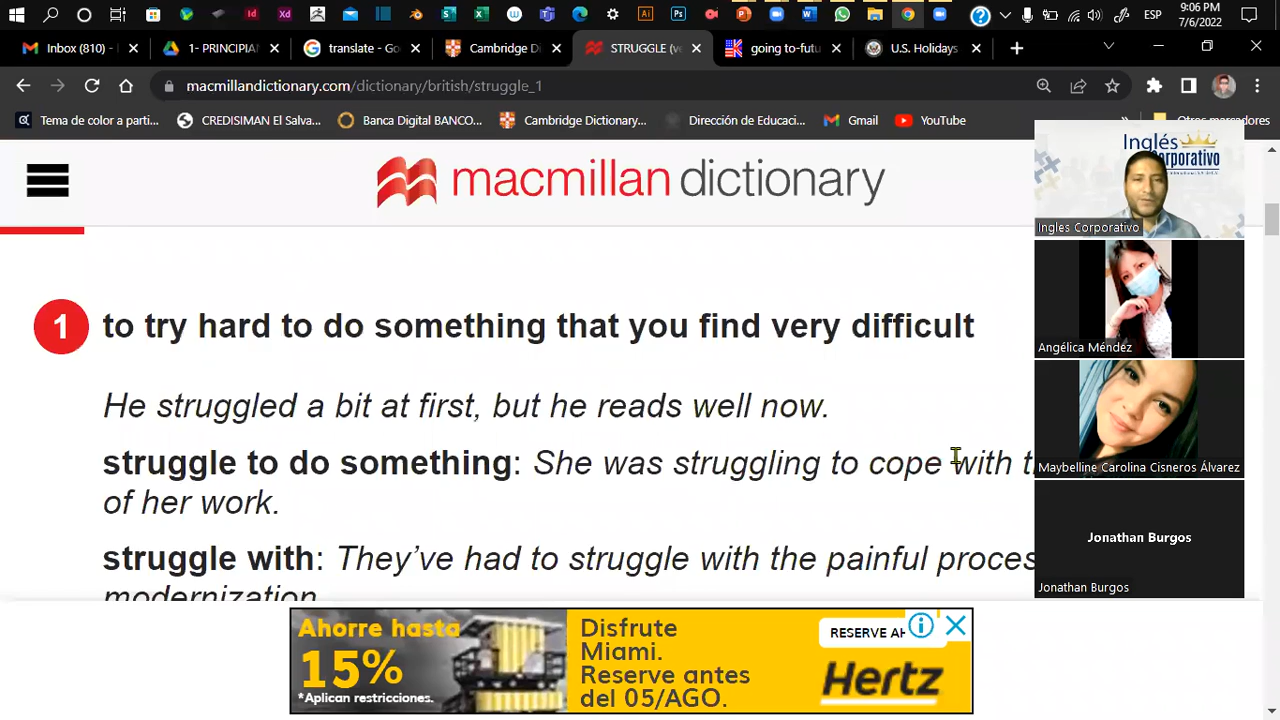 9:06 PM
ESP
7/6/2022
Inbox (810) -
1- PRINCIPIAN
translate - Go
Cambridge Di
STRUGGLE (ve
going to-futu
U.S. Holidays
macmillandictionary.com/dictionary/british/struggle_1
Tema de color a parti...
CREDISIMAN El Salva...
Banca Digital BANCO...
Cambridge Dictionary...
Dirección de Educaci...
Gmail
YouTube
»
Otros marcadores
macmillan dictionary
Inglés
Corporativo
Ingles Corporativo
1 to try hard to do something that you find very difficult
Angélica Méndez
He struggled a bit at first, but he reads well now.
struggle to do something: She was struggling to cope with t
of her work.
Maybelline Carolina Cisneros Álvarez
struggle with: They've had to struggle with the painful proces
modernization
Jonathan Burgos
Jonathan Burgos
Ahorre hasta
15%
*Aplican restricciones.
Disfrute
Miami.
Reserve antes
del 05/AGO.
RESERVE AH
Hertz